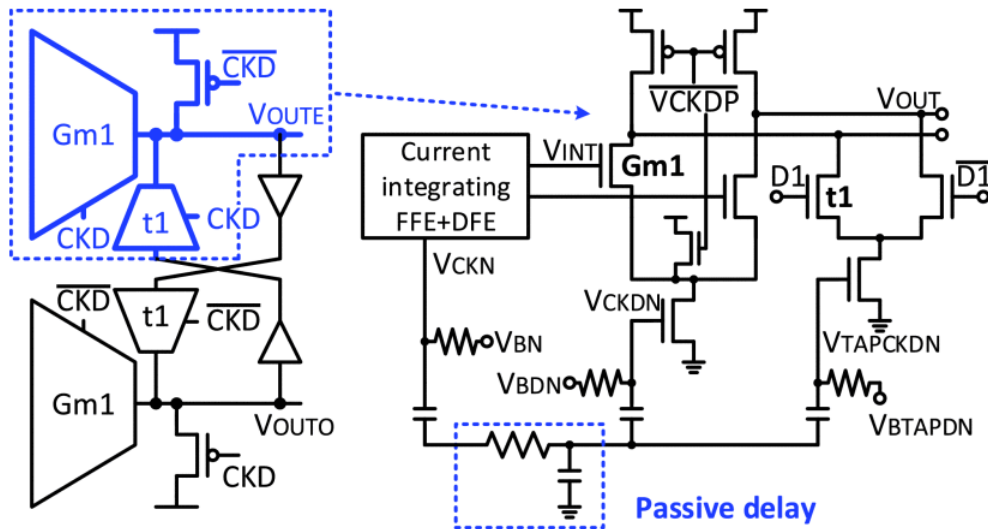 Gm1
CKD
VOUTE
t1
CKD
CKD
CKD
t1
CKD
Gm1
VOUTO
CKD
VCKDP
VOUT
Current
integrating
FFE+DFE
VINT
Gm1
D1
t1
D1
VCKN
VCKDN
VBN
VBDN
VTAPCKDN
VBTAPDN
Passive delay